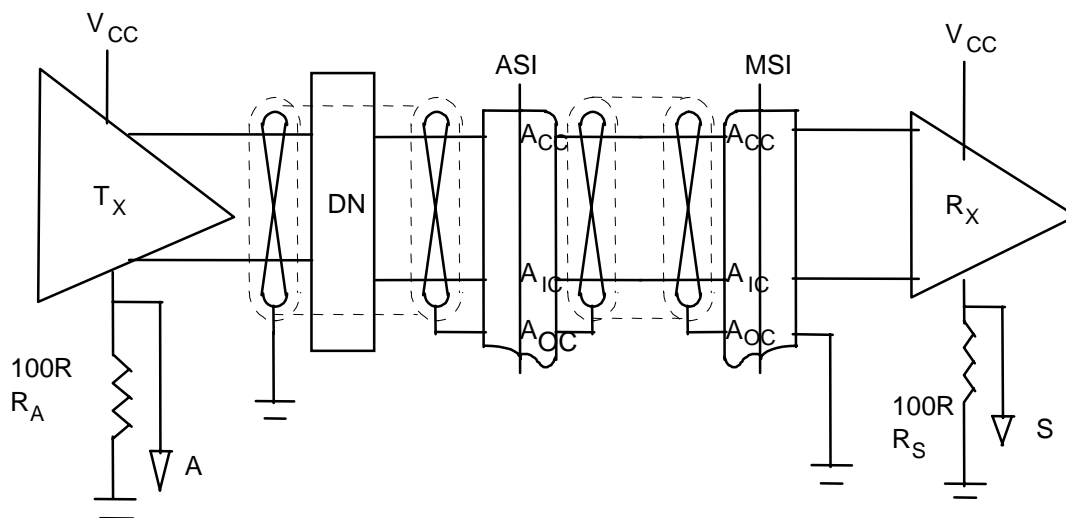 V CC
V CC
ASI
MSI
A CC
A CC
T X
DN
R X
A IC
A IC
A OC
A OC
100R
R A
A
100R
R S
S